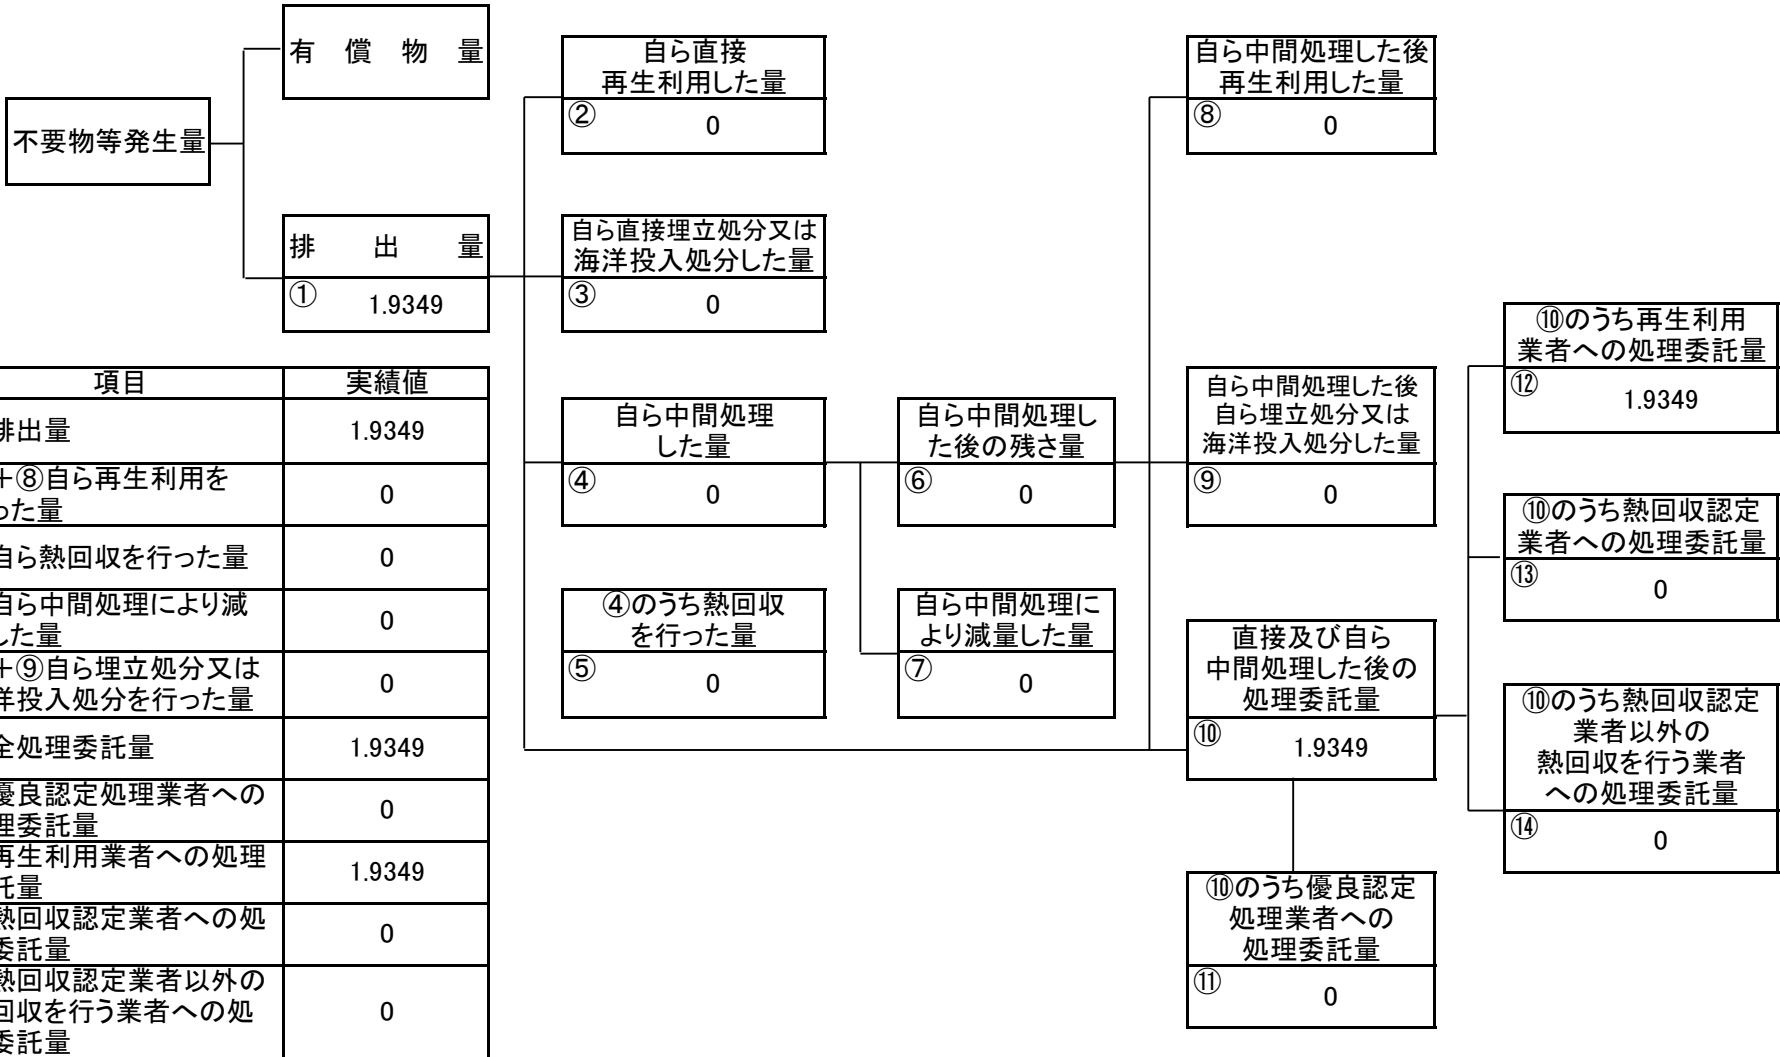 有償物量
不要物等発生量
排出量
①
1.9349
自ら直接
再生利用した量
②
0
自ら直接埋立処分又は
海洋投入処分した量
③
0
自ら中間処理
した量
④
0
④のうち熱回収
を行った量
⑤
0
自ら中間処理し
た後の残さ量
⑥
0
自ら中間処理に
より減量した量
⑦
0
自ら中間処理した後
再生利用した量
⑧
0
自ら中間処理した後
自ら埋立処分又は
海洋投入処分した量
⑨
0
直接及び自ら
中間処理した後の
処理委託量
⑩
1.9349
⑩のうち優良認定
処理業者への
処理委託量
⑪
0
⑩のうち再生利用
業者への処理委託量
⑫
1.9349
⑩のうち熱回収認定
業者への処理委託量
⑬
0
⑩のうち熱回収認定
業者以外の
熱回収を行う業者
への処理委託量
⑭
0
項目
実績値
排出量
1.9349
+⑧自ら再生利用を
った量
0
自ら熱回収を行った量
0
自ら中間処理により減
した量
0
+⑨自ら埋立処分又は
洋投入処分を行った量
0
全処理委託量
1.9349
優良認定処理業者への
理委託量
0
再生利用業者への処理
託量
1.9349
熱回収認定業者への処
委託量
0
熱回収認定業者以外の
回収を行う業者への処
委託量
0